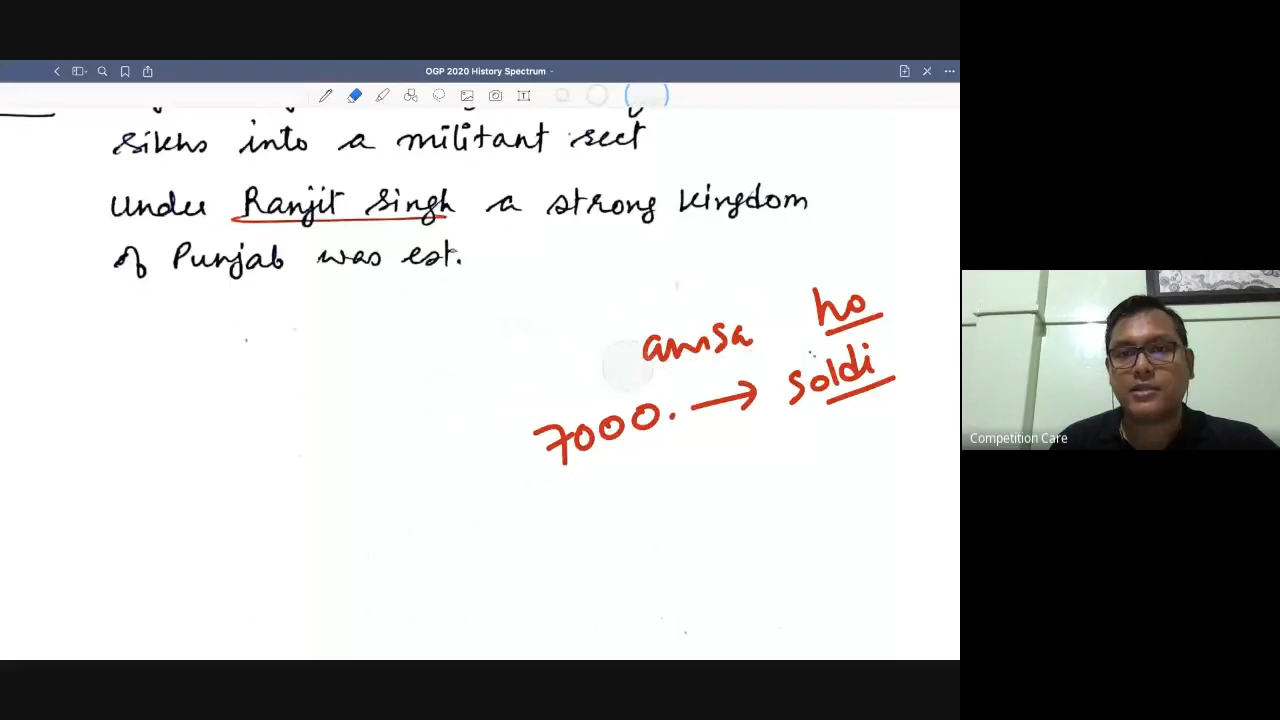 OGP 2020 History Spectrum
sikhs into a militant sect
under Ranjit Singh a strong kingdom
of Punjab was est.
ho
soldi
7000. →
Competition Care